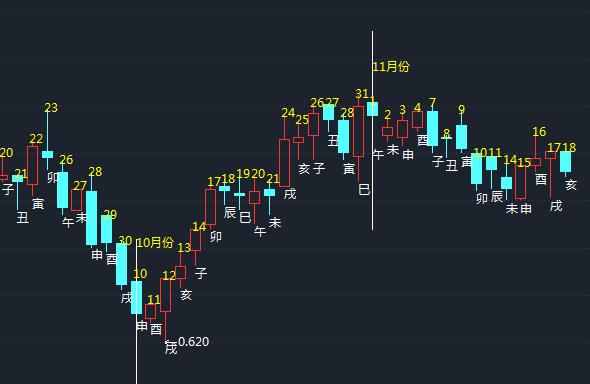 20
子
21
丑
22
寅
23
卯
26
午
27
未
28
申
29
酉
30
戌
10月份
10
申
11
酉
12
戌
0.620
13
亥
14
子
17
卯
18
辰
19
巳
20
午
21
未
24
25
亥
26
子
27
丑
28
寅
31
巳
11月份
1
午
2
未
3
申
4
酉
7
子
8
丑
9
寅
10
卯
11
辰
14
未
15
申
16
酉
17
戌
18
亥